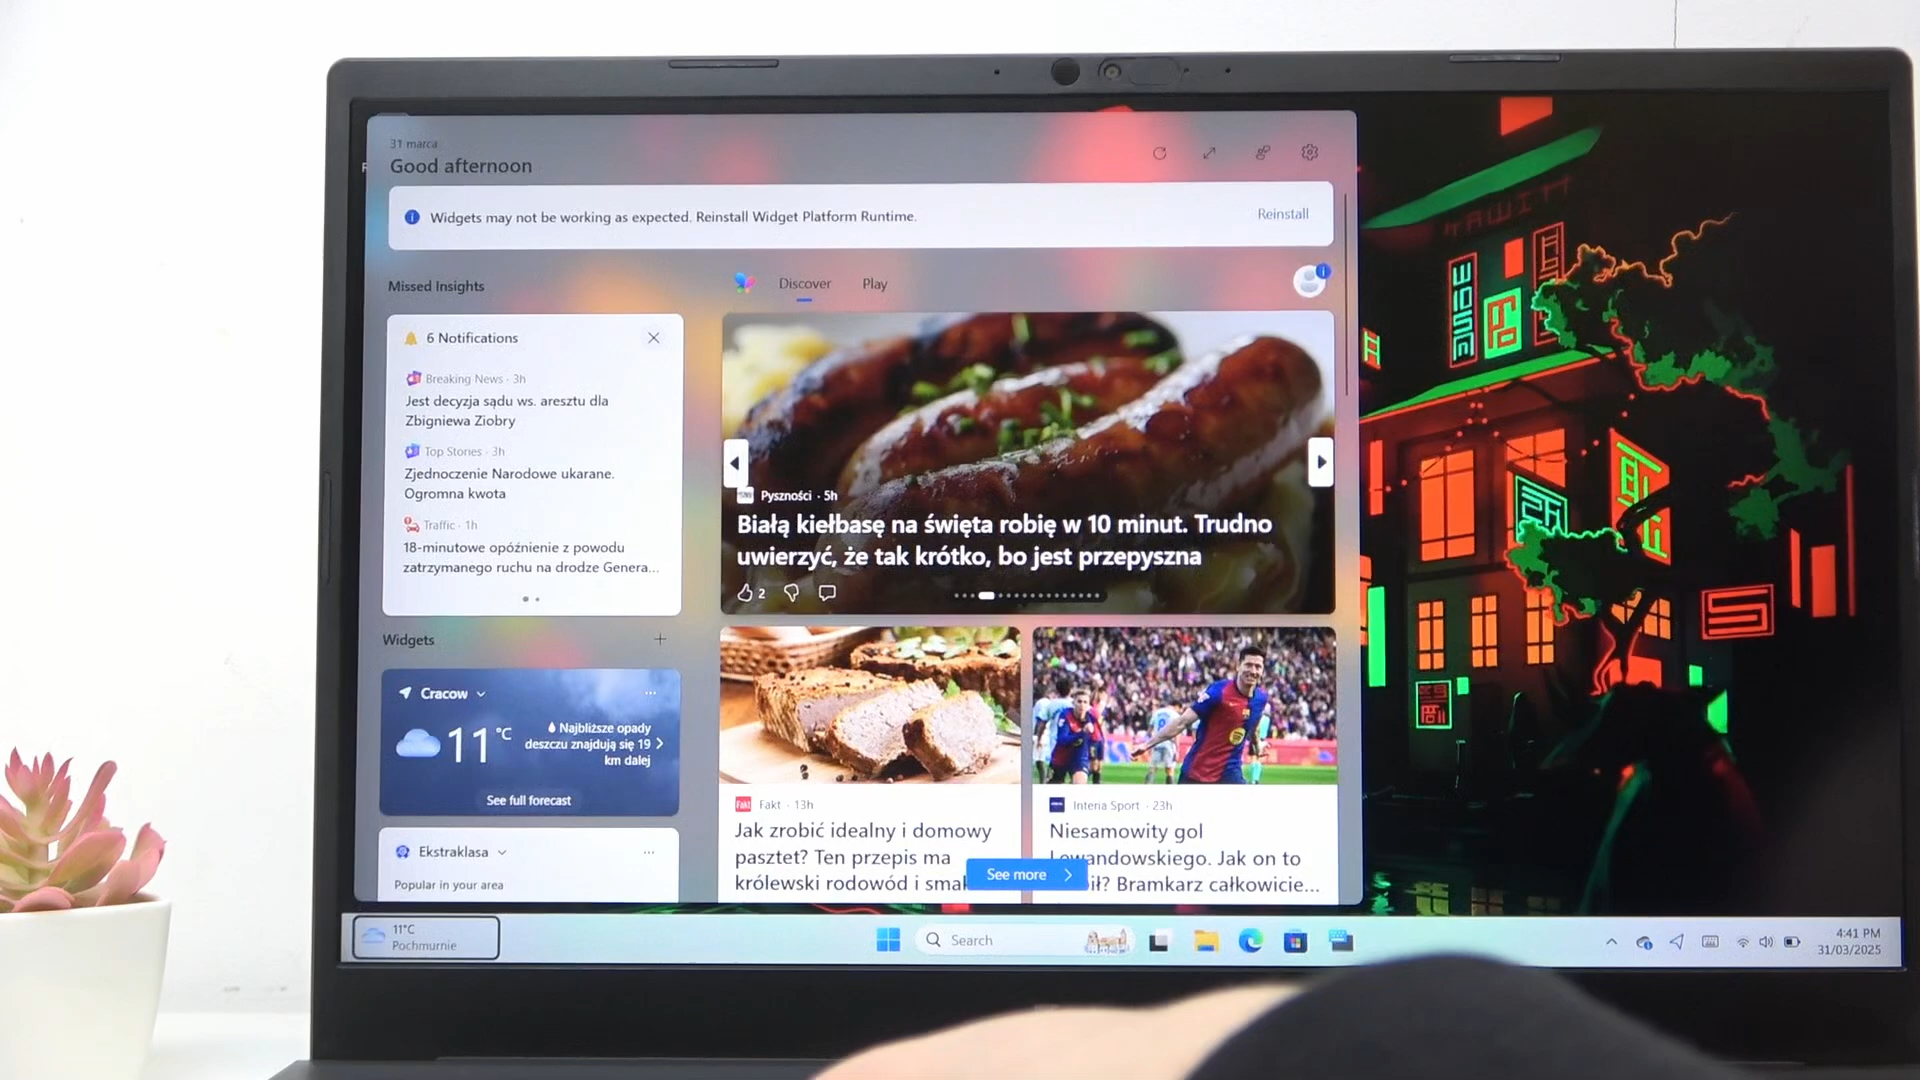 31 marca
Good afternoon
Widgets may not be working as expected. Reinstall Widget Platform Runtime.
Reinstall
Missed Insights
Discover
Play
6 Notifications
Breaking News · 3h
Jest decyzja sądu ws. aresztu dla
Zbigniewa Ziobry
Top Stories · 3h
Zjednoczenie Narodowe ukarane.
Ogromna kwota
Traffic · 1h
18-minutowe opóźnienie z powodu
zatrzymanego ruchu na drodze Genera...
Pyszności · 5h
Białą kiełbasę na święta robię w 10 minut. Trudno
uwierzyć, że tak krótko, bo jest przepyszna
2
Widgets
Cracow
11°C
Najbliższe opady
deszczu znajdują się 19
km dalej
See full forecast
Ekstraklasa
Popular in your area
Fakt
Fakt · 13h
Jak zrobić idealny i domowy
pasztet? Ten przepis ma
królewski rodowód i
Interia Sport · 23h
Niesamowity gol
Lewandowskiego. Jak on to
Bramkarz całkowicie...
See more
11°C
Pochmurnie
Search
4:41 PM
31/03/2025